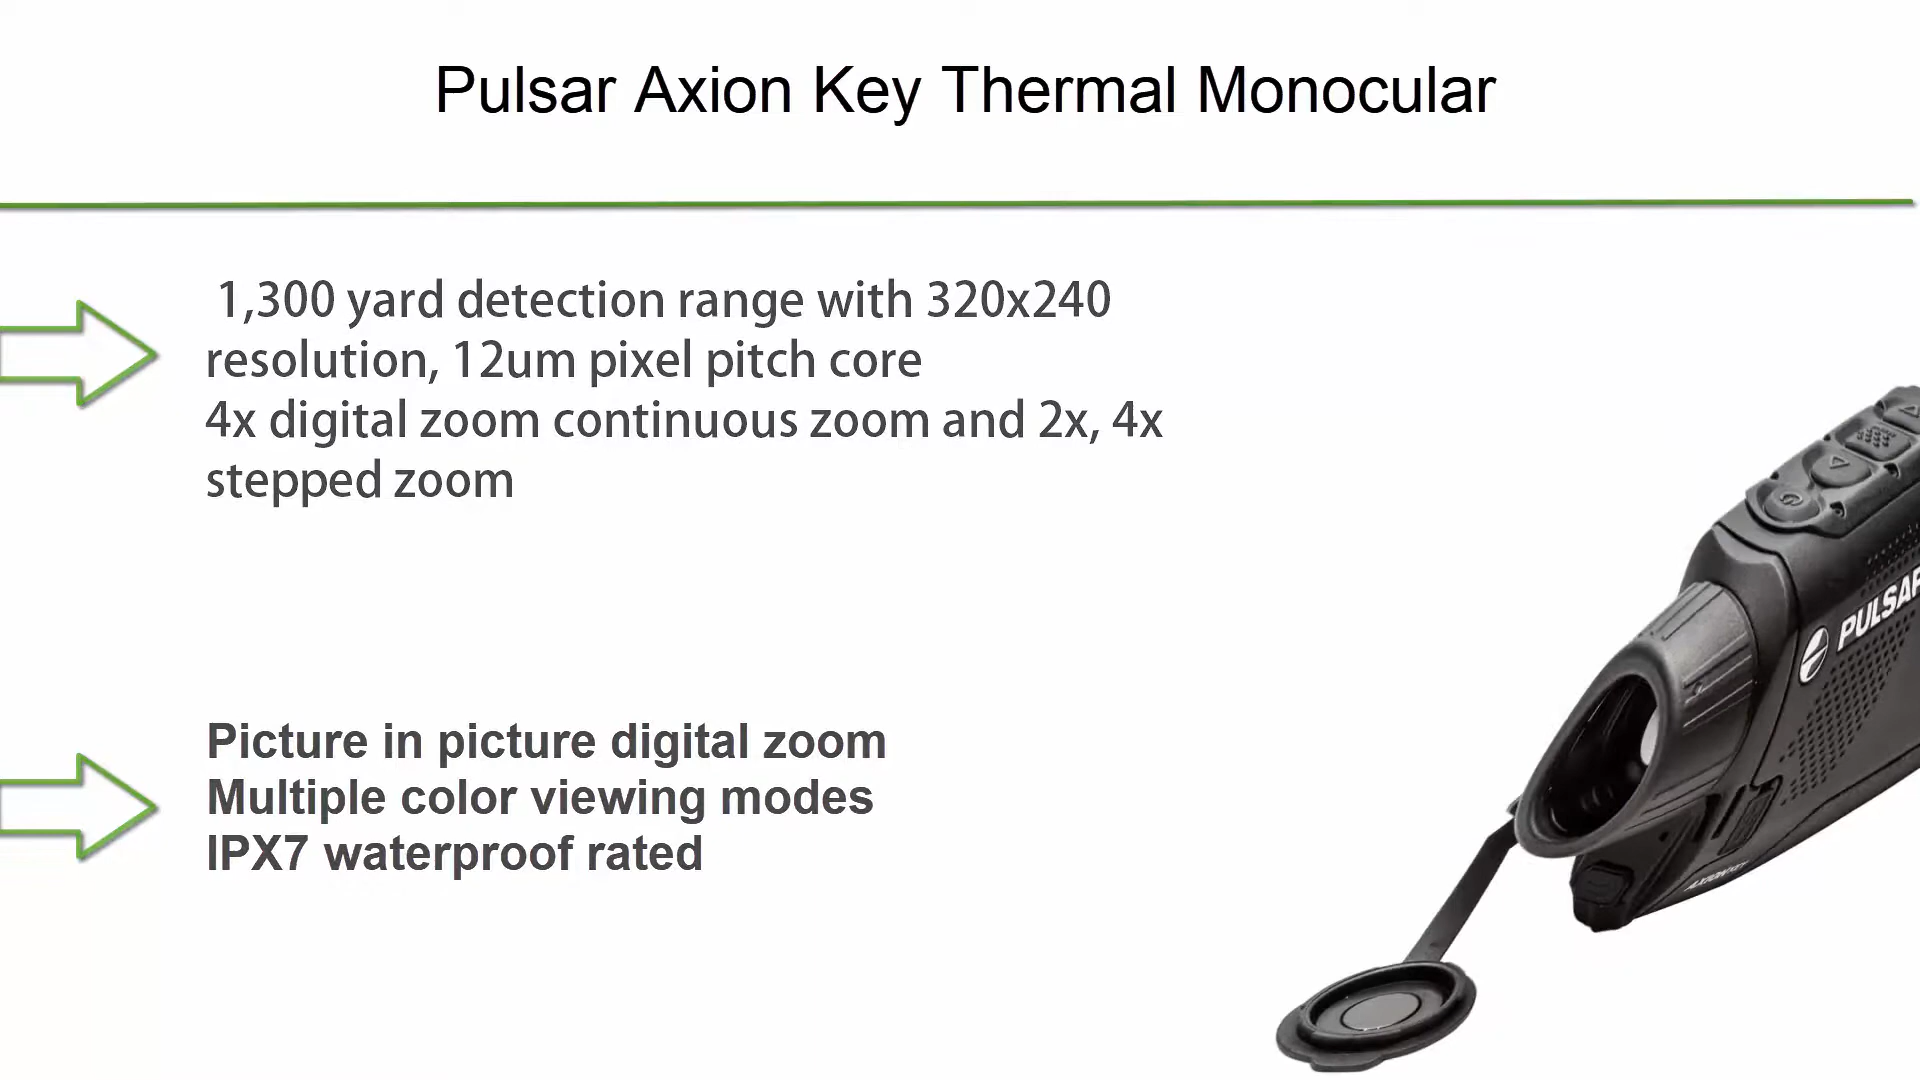 Pulsar Axion Key Thermal Monocular
1,300 yard detection range with 320x240
resolution, 12um pixel pitch core
4x digital zoom continuous zoom and 2x, 4x
stepped zoom
PULSAR
Picture in picture digital zoom
Multiple color viewing modes
IPX7 waterproof rated
AXION KEY